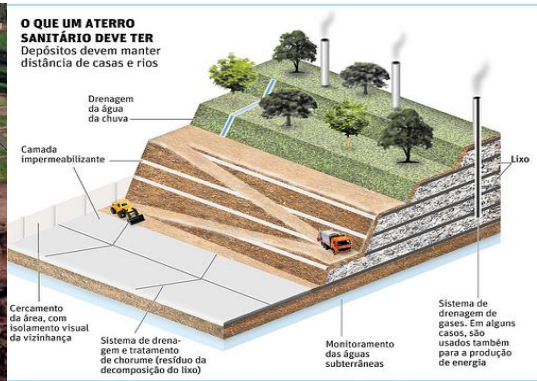 O QUE UM ATERRO
SANITÁRIO DEVE TER
Depósitos devem manter
distância de casas e rios
Drenagem
da água
da chuva
Camada
impermeabilizante
Lixo
Cercamento
da área, com
isolamento visual
da vizinhança
Sistema de drena-
gem e tratamento
de chorume (resíduo da
decomposição do lixo)
Monitoramento
das águas
subterrâneas
Sistema de
drenagem de
gases. Em alguns
casos, são
usados também
para a produção
de energia